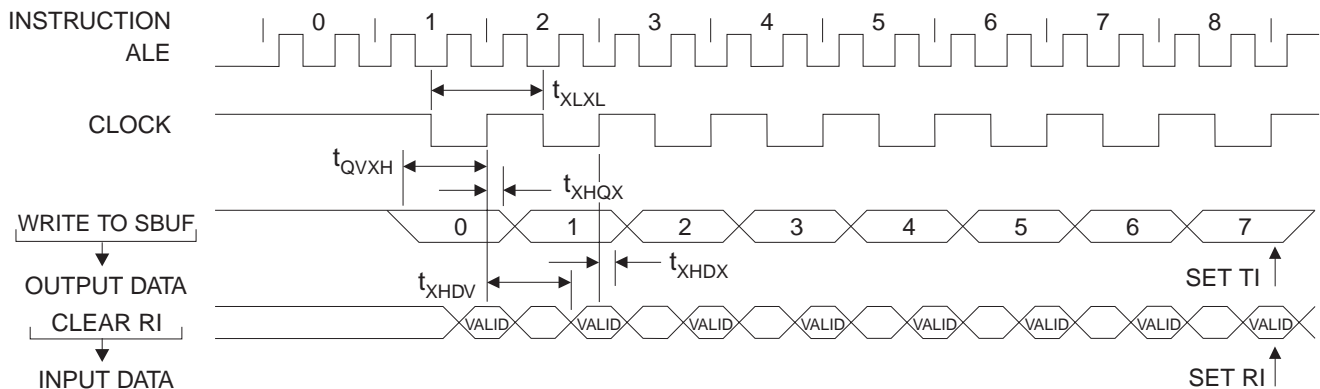 INSTRUCTION 0 1 2 3 4 5 6 7 8
ALE
tXLXL
CLOCK
tQVXH
tXHQX
WRITE TO SBUF 0 1 2 3 4 5 6 7
tXHDX
tXHDV
SET TI
OUTPUT DATA
CLEAR RI VALID VALID VALID VALID VALID VALID VALID VALID
INPUT DATA
SET RI